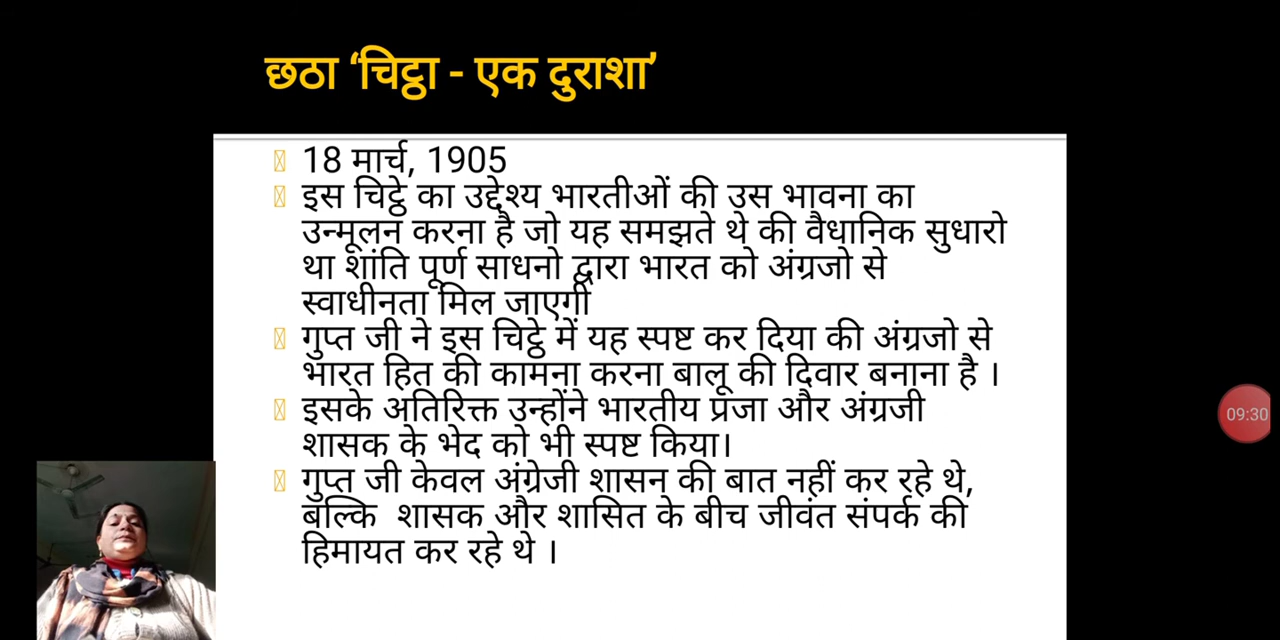 छठा ‘चिट्ठा - एक दुराशा’
18 मार्च, 1905
इस चिट्ठे का उद्देश्य भारतीओं की उस भावना का
उन्मूलन करना है जो यह समझते थे की वैधानिक सुधारो
था शांति पूर्ण साधनो द्वारा भारत को अंग्रजो से
स्वाधीनता मिल जाएगी
गुप्त जी ने इस चिट्ठे में यह स्पष्ट कर दिया की अंग्रजो से
भारत हित की कामना करना बालू की दिवार बनाना है ।
इसके अतिरिक्त उन्होंने भारतीय प्रजा और अंग्रजी
शासक के भेद को भी स्पष्ट किया।
गुप्त जी केवल अंग्रेजी शासन की बात नहीं कर रहे थे,
बल्कि शासक और शासित के बीच जीवंत संपर्क की
हिमायत कर रहे थे ।
09:30